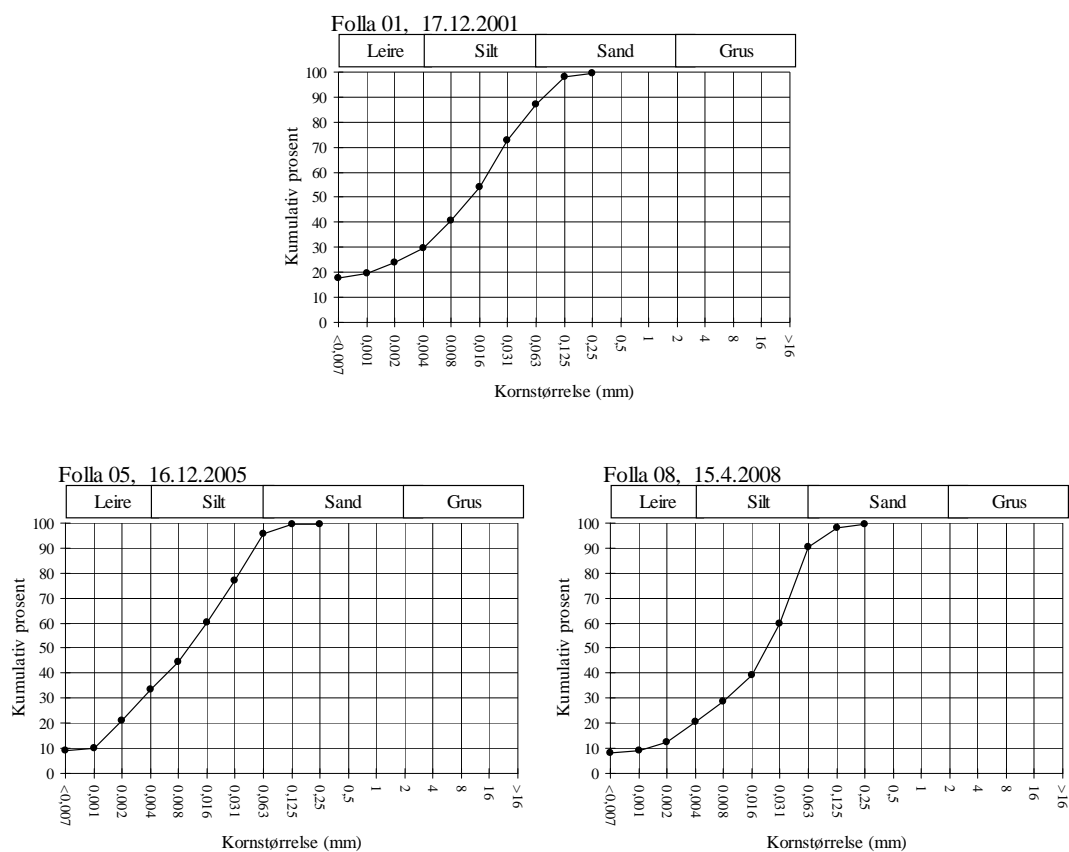 Folla 01, 17.12.2001
Leire Silt Sand Grus
Kumulativ prosent
100
90
80
70
60
50
40
30
20
10
0
<0,007 0,001 0.002 0,004 0.008 0,016 0,031 0,063 0,125 0,25 0,5 1 2 4 8 16 >16
Kornstørrelse (mm)
Folla 05, 16.12.2005
Leire Silt Sand Grus
Kumulativ prosent
100
90
80
70
60
50
40
30
20
10
0
<0,007 0,001 0.002 0,004 0.008 0,016 0,031 0,063 0,125 0,25 0,5 1 2 4 8 16 >16
Kornstørrelse (mm)
Folla 08, 15.4.2008
Leire Silt Sand Grus
Kumulativ prosent
100
90
80
70
60
50
40
30
20
10
0
<0,007 0,001 0.002 0,004 0.008 0,016 0,031 0,063 0,125 0,25 0,5 1 2 4 8 16 >16
Kornstørrelse (mm)